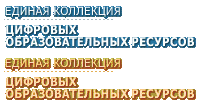 ЕДИНАЯ КОЛЛЕКЦИЯ
ЦИФРОВЫХ
ОБРАЗОВАТЕЛЬНЫХ РЕСУРСОВ
ЕДИНАЯ КОЛЛЕКЦИЯ
ЦИФРОВЫХ
ОБРАЗОВАТЕЛЬНЫХ РЕСУРСОВ